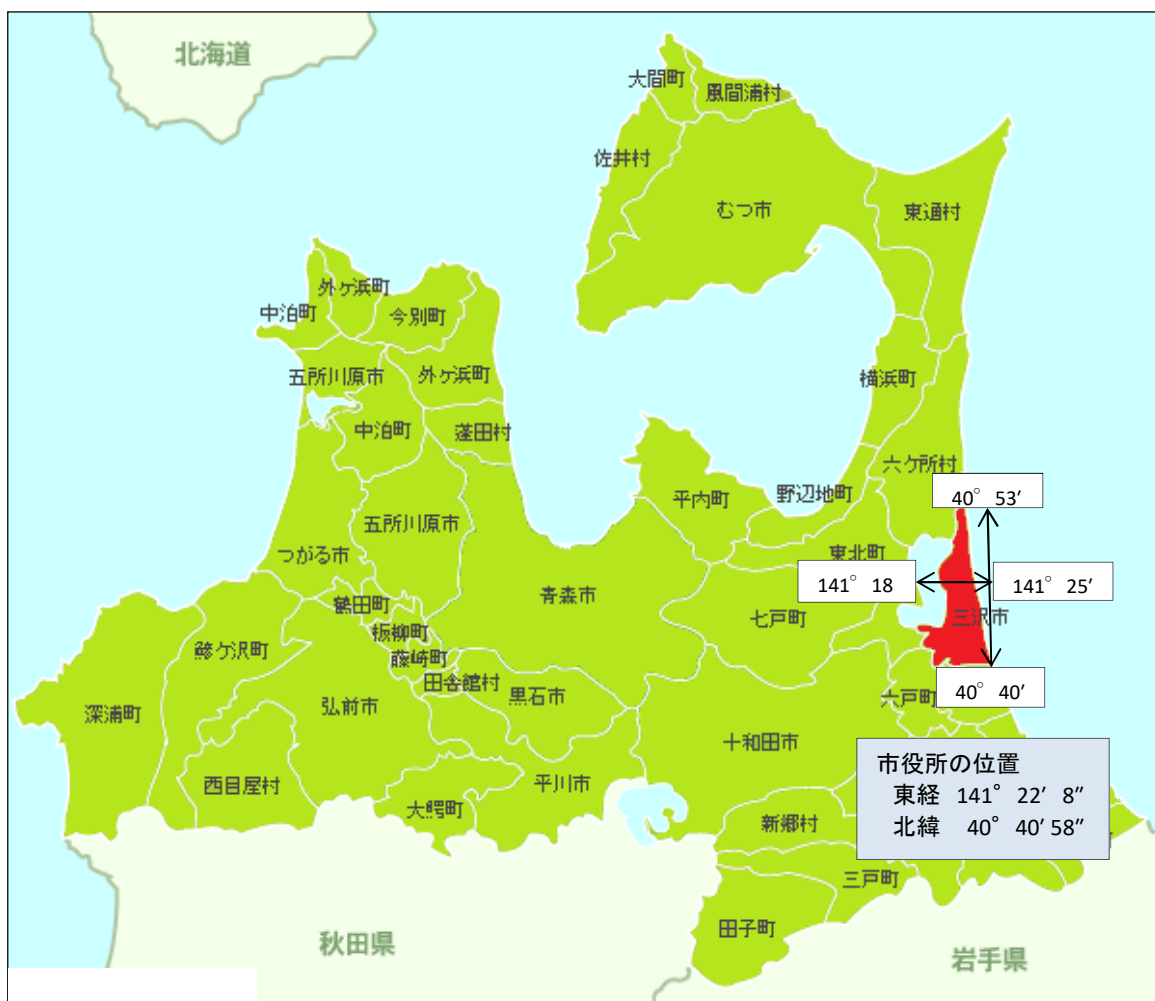 北海道
大間町
風間浦村
佐井村
むつ市
東通村
外ヶ浜町
中泊町
今別町
五所川原市
外ヶ浜町
横浜町
中泊町
蓬田村
六ケ所村
平内町
野辺地町
40° 53′
五所川原市
つがる市
東北町
141° 18
141° 25′
青森市
鶴田町
七戸町
三沢市
板柳町
鰺ケ沢町
藤崎町
田舎館村
黒石市
40° 40′
六戸町
深浦町
弘前市
十和田市
西目屋村
平川市
大鰐町
市役所の位置
東経 141° 22′ 8″
北緯 40° 40′ 58″
新郷村
三戸町
田子町
秋田県
岩手県